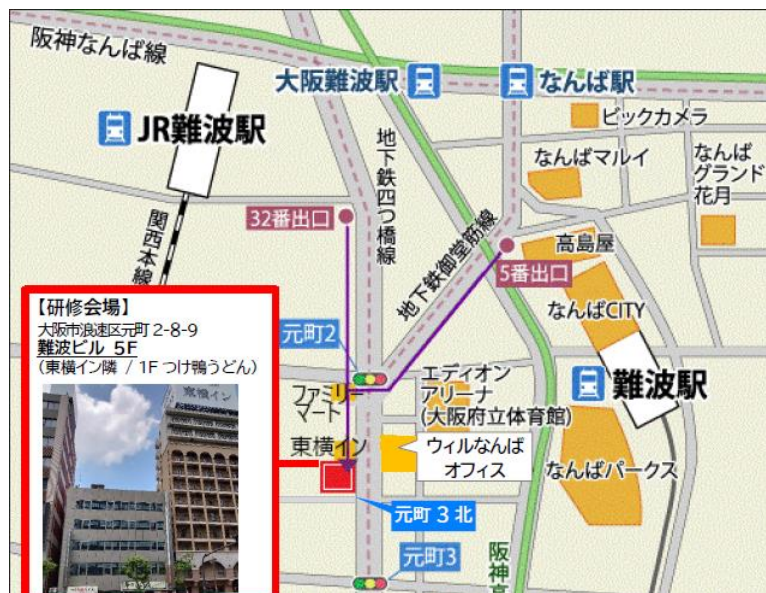 阪神なんば線
大阪難波駅
なんば駅
JR難波駅
ビックカメラ
なんばマルイ
なんば
グランド
花月
地下鉄四つ橋線
32番出口
地下鉄御堂筋線
関西本線
5番出口
高島屋
なんばCITY
【研修会場】
大阪市浪速区元町 2-8-9
難波ビル 5F
(東横イン隣 / 1F つけ鴨うどん)
東横イン
元町2
ファミリー
マート
エディオン
アリーナ
(大阪府立体育館)
難波駅
東横イン
ウィルなんば
オフィス
なんばパークス
元町 3 北
元町3
阪神高